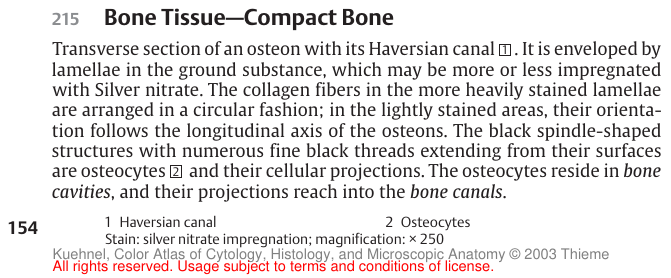 215 Bone Tissue—Compact Bone
Transverse section of an osteon with its Haversian canal 1 . It is enveloped by
lamellae in the ground substance, which may be more or less impregnated
with Silver nitrate. The collagen fibers in the more heavily stained lamellae
are arranged in a circular fashion; in the lightly stained areas, their orienta-
tion follows the longitudinal axis of the osteons. The black spindle-shaped
structures with numerous fine black threads extending from their surfaces
are osteocytes 2 and their cellular projections. The osteocytes reside in bone
cavities, and their projections reach into the bone canals.
154
1 Haversian canal 2 Osteocytes
Stain: silver nitrate impregnation; magnification: × 250
Kuehnel, Color Atlas of Cytology, Histology, and Microscopic Anatomy © 2003 Thieme
All rights reserved. Usage subject to terms and conditions of license.